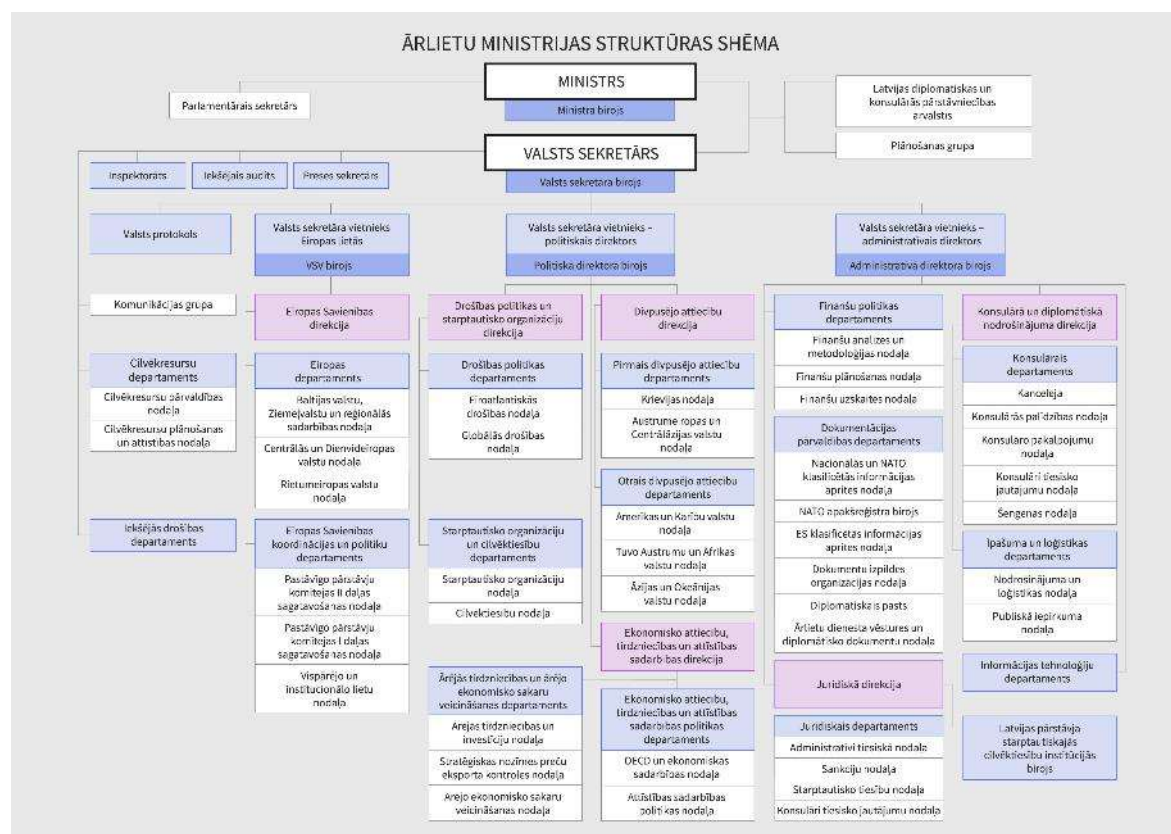 ĀRLIETU MINISTRIJAS STRUKTŪRAS SHĒMA
MINISTRS
Ministra birojs
Parlamentārais sekretārs
Latvijas diplomatiskās un
konsulārās pārstāvniecības
ārvalstīs
Plānošanas grupa
VALSTS SEKRETĀRS
Valsts sekretāra birojs
Inspektorāts
Iekšējais audits
Preses sekretārs
Valsts protokols
Valsts sekretāra vietnieks
Eiropas lietās
VSV birojs
Valsts sekretāra vietnieks –
politiskais direktors
Politiskā direktora birojs
Valsts sekretāra vietnieks –
administratīvais direktors
Administratīvā direktora birojs
Komunikācijas grupa
Cilvēkresursu
departaments
Cilvēkresursu pārvaldības
nodaļa
Cilvēkresursu plānošanas
un attīstības nodaļa
Iekšējās drošības
departaments
Eiropas Savienības
direkcija
Eiropas
departaments
Baltijas valstu,
Ziemeļvalstu un reģionālās
sadarbības nodaļa
Centrālās un Dienvideiropas
valstu nodaļa
Rietumeiropas valstu
nodaļa
Eiropas Savienības
koordinācijas un politiku
departaments
Pastāvīgo pārstāvju
komitejas II daļas
sagatavošanas nodaļa
Pastāvīgo pārstāvju
komitejas I daļas
sagatavošanas nodaļa
Vispārējo un
institucionālo lietu
nodaļa
Drošības politikas un
starptautisko organizāciju
direkcija
Drošības politikas
departaments
Eiroatlantiskās
drošības nodaļa
Globālās drošības
nodaļa
Starptautisko organizāciju
un cilvēktiesību
departaments
Starptautisko organizāciju
nodaļa
Cilvēktiesību nodaļa
Ārējās tirdzniecības un ārējo
ekonomisko sakaru
veicināšanas departaments
Ārējās tirdzniecības un
investīciju nodaļa
Stratēģiskas nozīmes preču
eksporta kontroles nodaļa
Ārējo ekonomisko sakaru
veicināšanas nodaļa
Divpusējo attiecību
direkcija
Pirmais divpusējo attiecību
departaments
Krievijas nodaļa
Austrumeiropas un
Centrālāzijas valstu
nodaļa
Otrais divpusējo attiecību
departaments
Amerikas un Karību valstu
nodaļa
Tuvo Austrumu un Āfrikas
valstu nodaļa
Āzijas un Okeānijas
valstu nodaļa
Ekonomisko attiecību,
tirdzniecības un attīstības
sadarbības direkcija
Ekonomisko attiecību,
tirdzniecības un attīstības
sadarbības politikas
departaments
OECD un ekonomiskās
sadarbības nodaļa
Attīstības sadarbības
politikas nodaļa
Finanšu politikas
departaments
Finanšu analīzes un
metodoloģijas nodaļa
Finanšu plānošanas nodaļa
Finanšu uzskaites nodaļa
Dokumentācijas
pārvaldības departaments
Nacionālās un NATO
klasificētās informācijas
aprites nodaļa
NATO apakšreģistra birojs
ES klasificētās informācijas
aprites nodaļa
Dokumentu izpildes
organizācijas nodaļa
Diplomātiskais pasts
Ārlietu dienesta vēstures un
diplomātisko dokumentu nodaļa
Juridiskā direkcija
Juridiskais departaments
Administratīvi tiesiskā nodaļa
Sankciju nodaļa
Starptautisko tiesību nodaļa
Konsulāri tiesisko jautājumu nodaļa
Konsulārā un diplomātiskā
nodrošinājuma direkcija
Konsulārais
departaments
Kanceleja
Konsulārās palīdzības nodaļa
Konsulāro pakalpojumu
nodaļa
Konsulāri tiesisko
jautājumu nodaļa
Šengenas nodaļa
Īpašuma un loģistikas
departaments
Nodrošinājuma un
loģistikas nodaļa
Publiskā iepirkuma
nodaļa
Informācijas tehnoloģiju
departaments
Latvijas pārstāvja
starptautiskajās
cilvēktiesību institūcijās
birojs